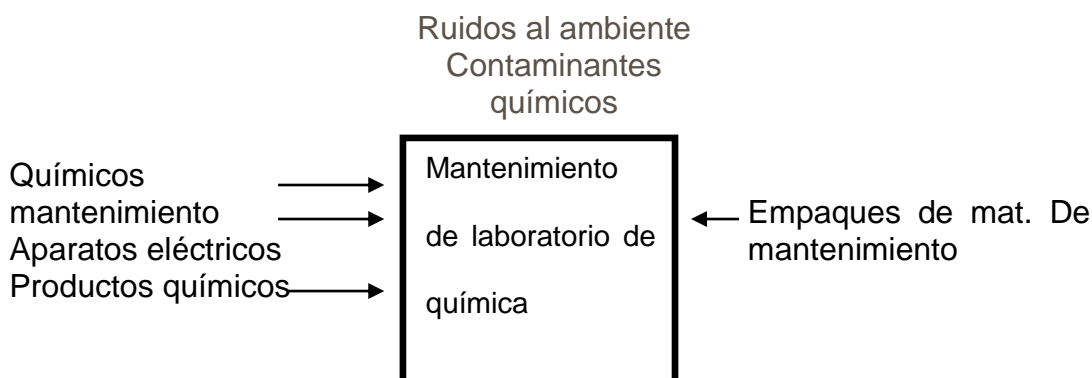 Ruidos al ambiente
Contaminantes
químicos
Químicos
mantenimiento
Aparatos eléctricos
Productos químicos
Mantenimiento
de laboratorio de
química
Empaques de mat. De
mantenimiento